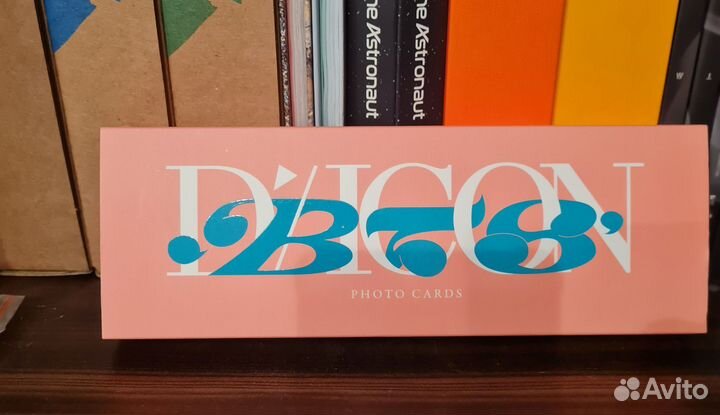 The Astronaut
The Astronaut
D/ICON
BTS
PHOTO CARDS
W T
Avito